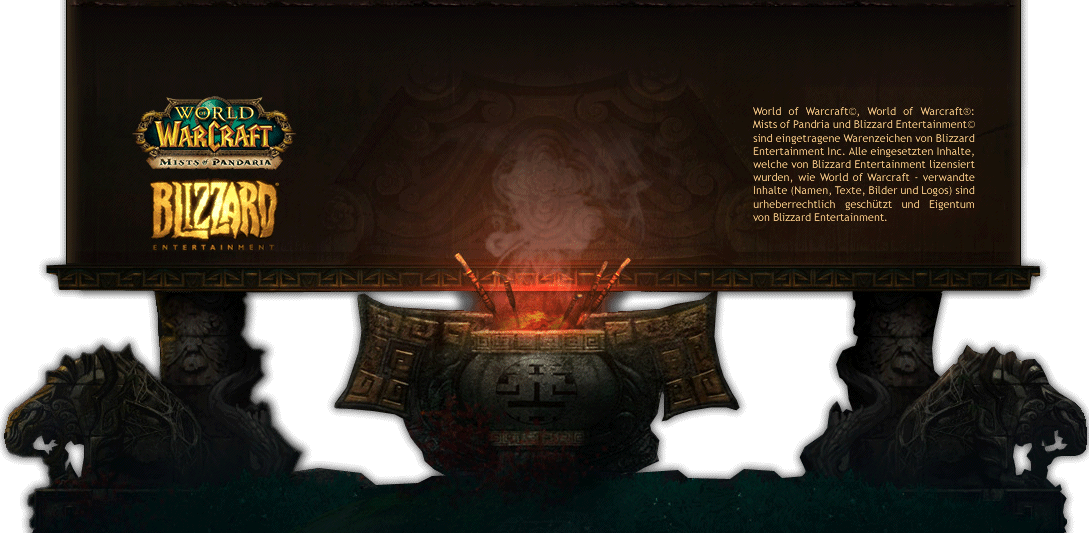 WORLD
OF
WARCRAFT
MISTS of PANDARIA
BLIZZARD®
ENTERTAINMENT
World of Warcraft©, World of Warcraft®:
Mists of Pandria und Blizzard Entertainment©
sind eingetragene Warenzeichen von Blizzard
Entertainment Inc. Alle eingesetzten Inhalte,
welche von Blizzard Entertainment lizensiert
wurden, wie World of Warcraft - verwandte
Inhalte (Namen, Texte, Bilder und Logos) sind
urheberrechtlich geschützt und Eigentum
von Blizzard Entertainment.